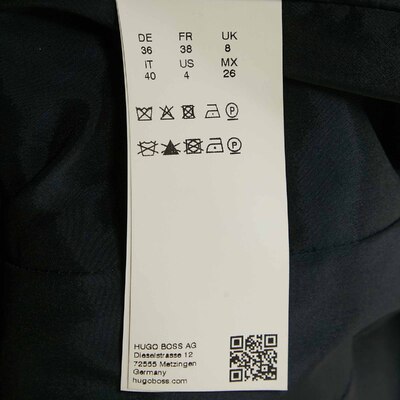 DE FR UK
36 38 8
IT US MX
40 4 26
P
P
HUGO BOSS AG
Dieselstrasse 12
72555 Metzingen
Germany
hugoboss.com